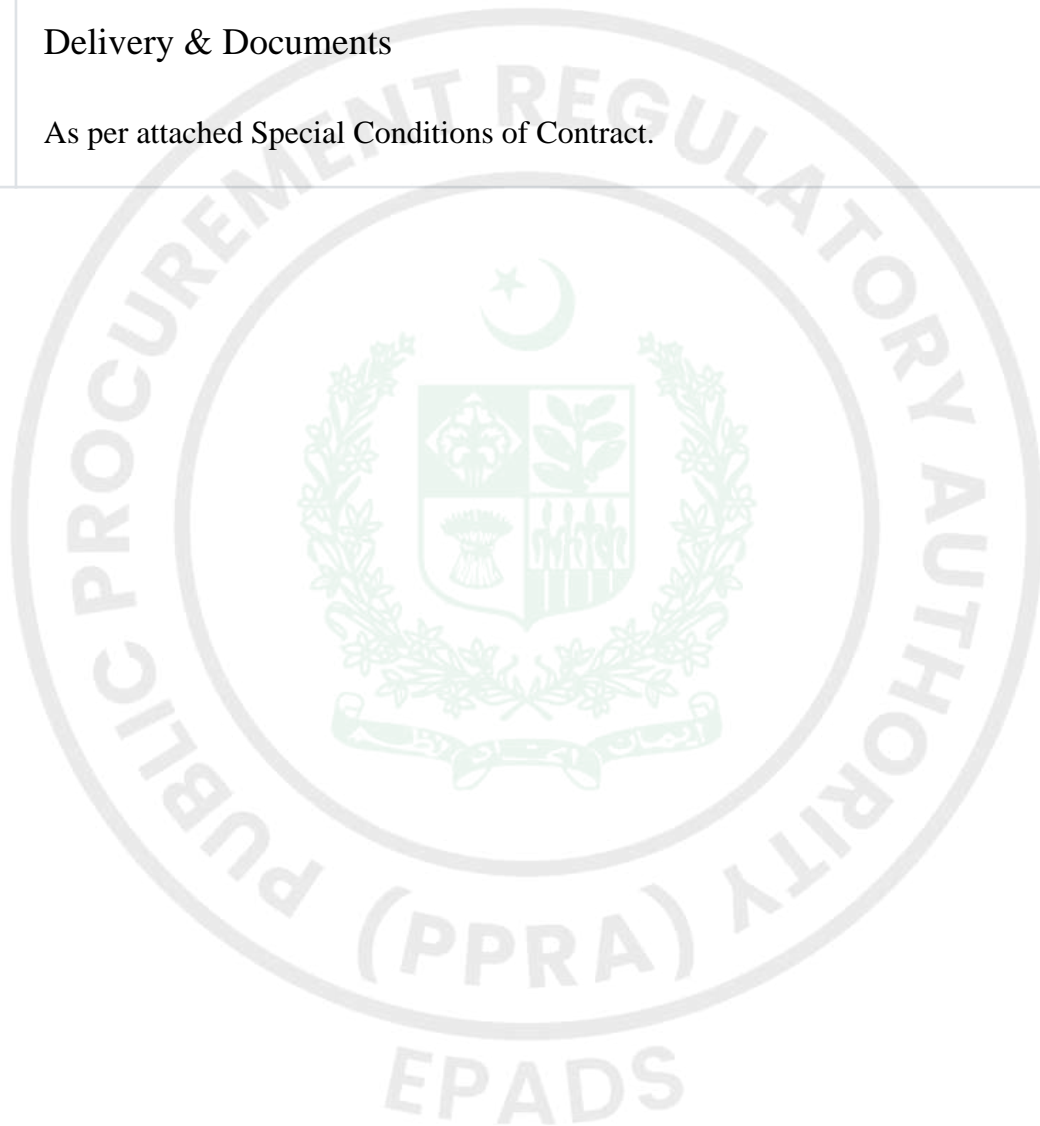 Delivery & Documents
As per attached Special Conditions of Contract.
PUBLIC PROCUREMENT REGULATORY AUTHORITY
(PPRA)
EPADS